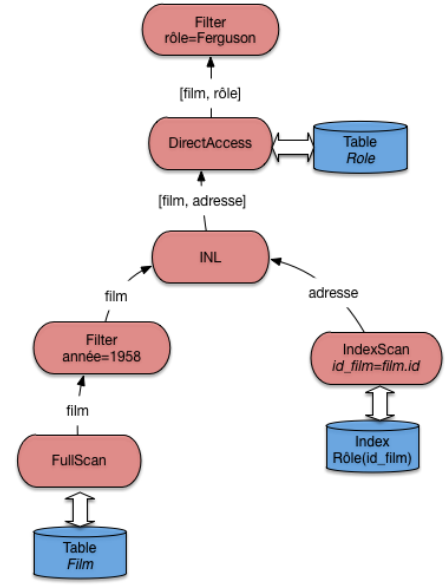 Filter
rôle=Ferguson
[film, rôle]
DirectAccess
Table
Role
[film, adresse]
INL
film
adresse
Filter
année=1958
IndexScan
id_film=film.id
film
FullScan
Index
Rôle(id_film)
Table
Film